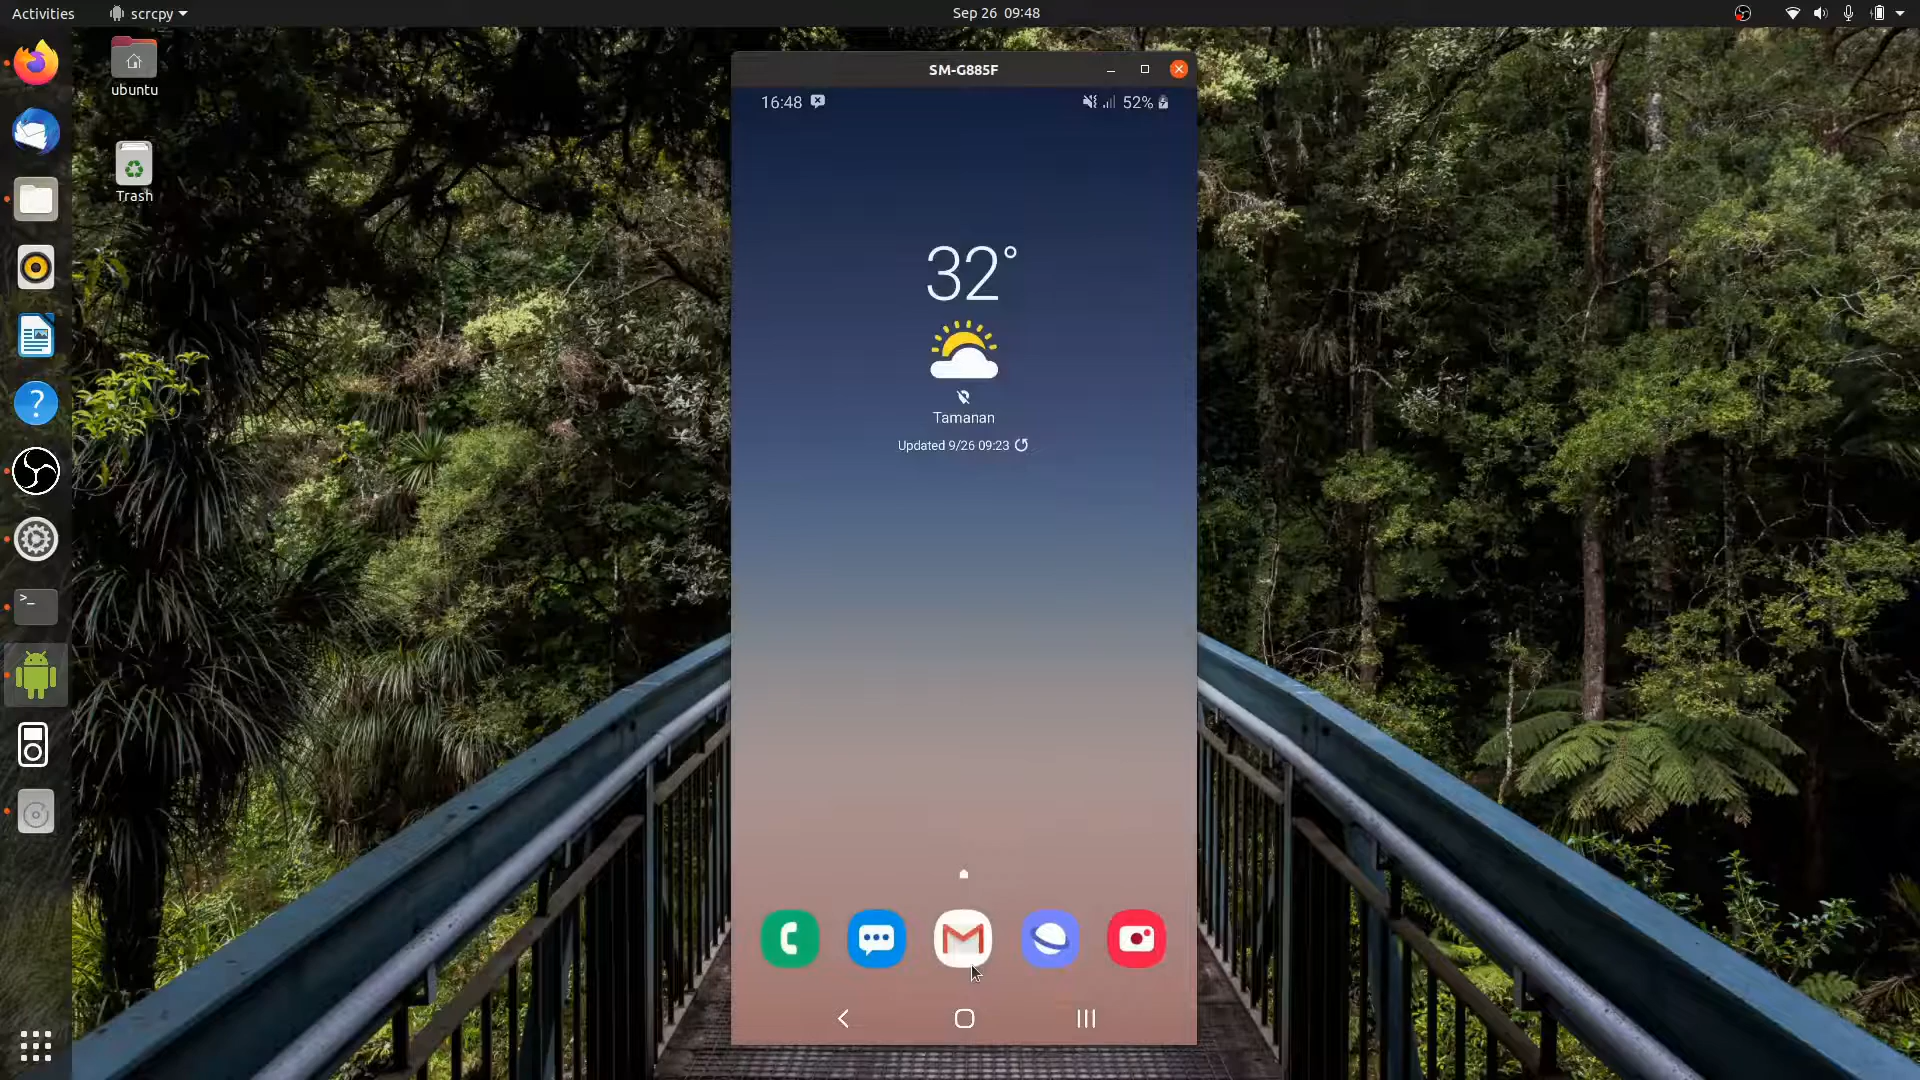 Activities
scrcpy
Sep 26 09:48
ubuntu
Trash
SM-G885F
16:48
52%
32°
Tamanan
Updated 9/26 09:23